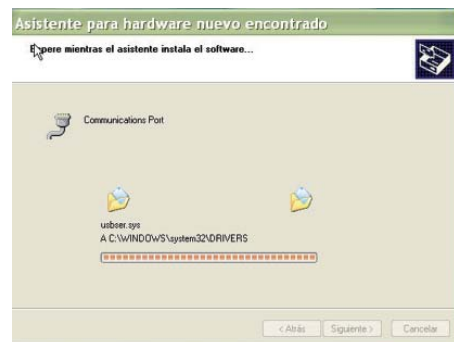 Asistente para hardware nuevo encontrado
Espere mientras el asistente instala el software...
Communications Port
usbser.sys
A C:\WINDOWS\system32\DRIVERS
< Atrás Siguiente > Cancelar